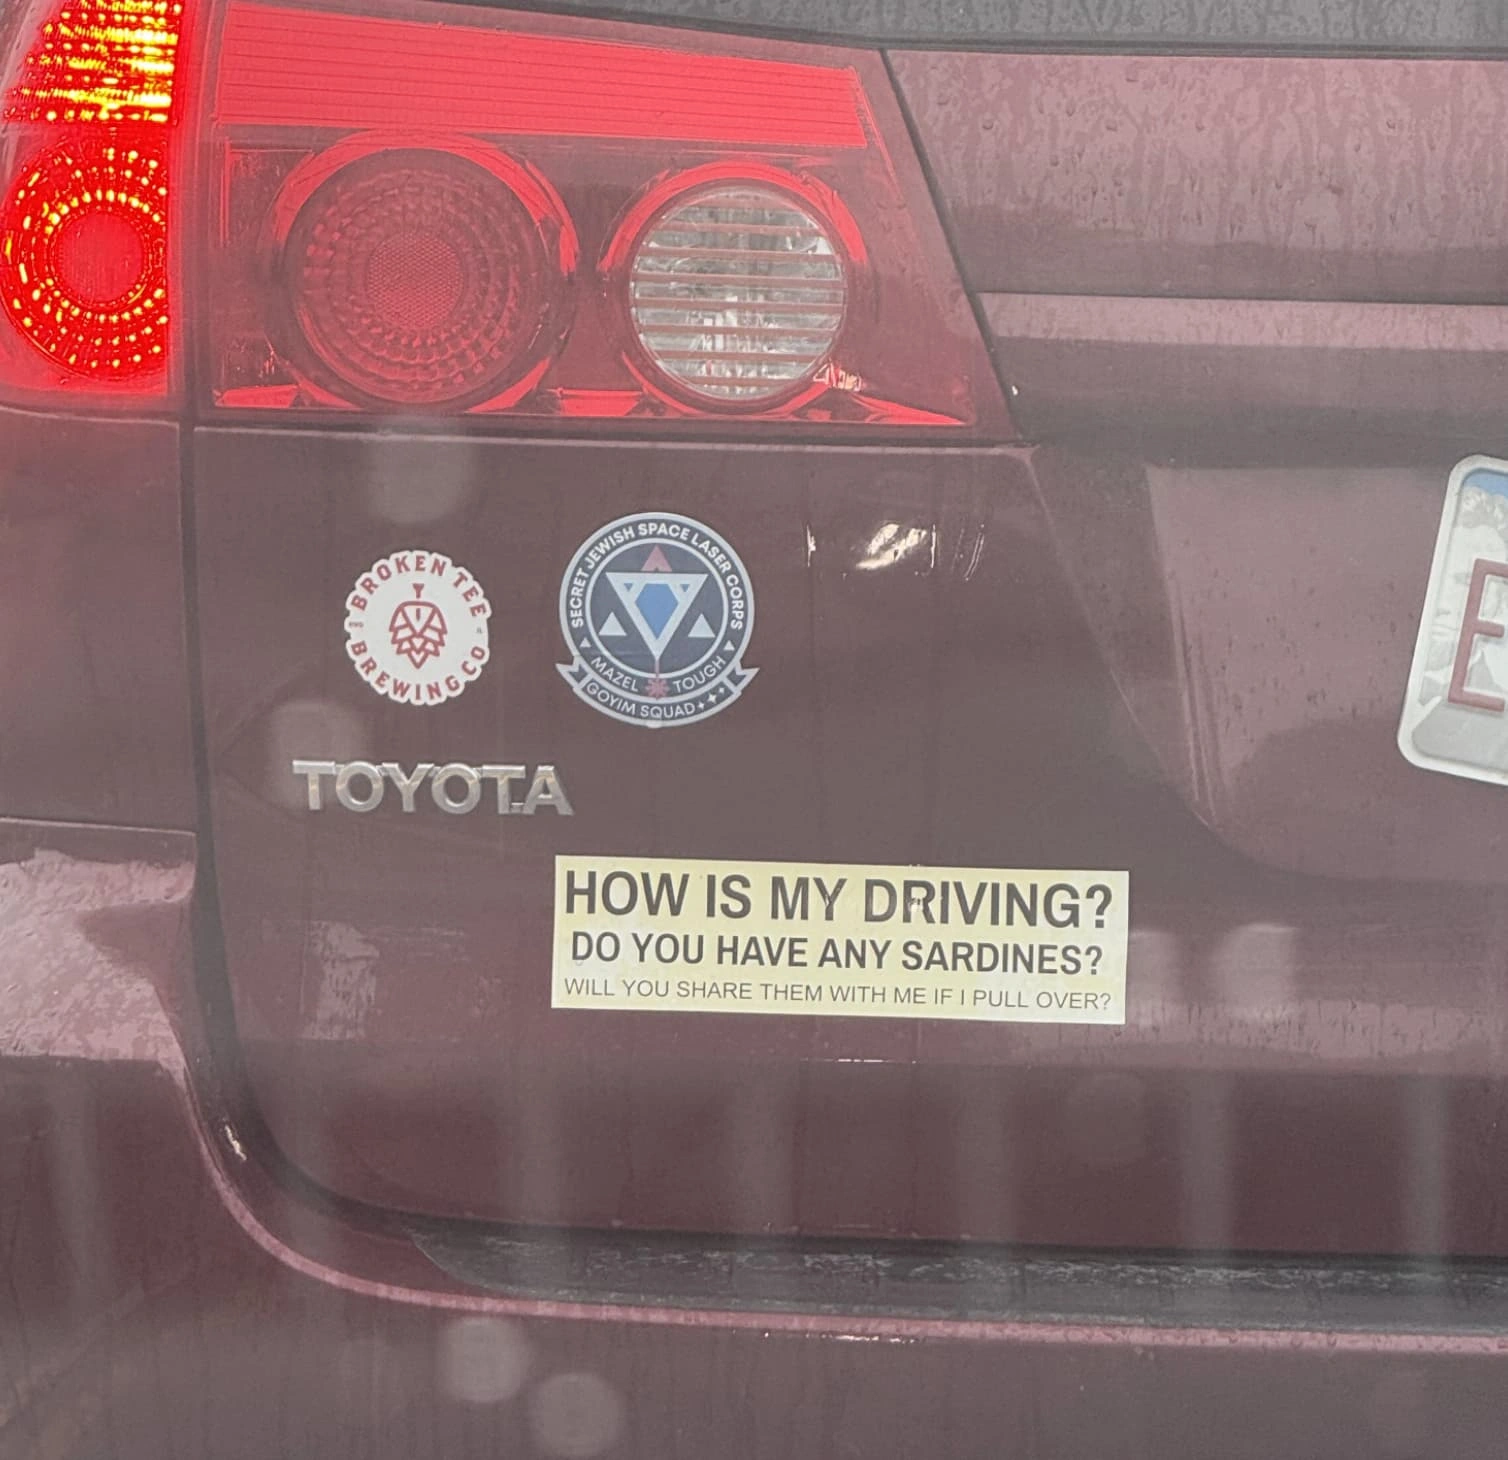 BROKEN TEE
BREWING CO
SECRET JEWISH SPACE LASER CORPS
MAZEL TOUGH
GOYIM SQUAD
TOYOTA
E
HOW IS MY DRIVING?
DO YOU HAVE ANY SARDINES?
WILL YOU SHARE THEM WITH ME IF I PULL OVER?